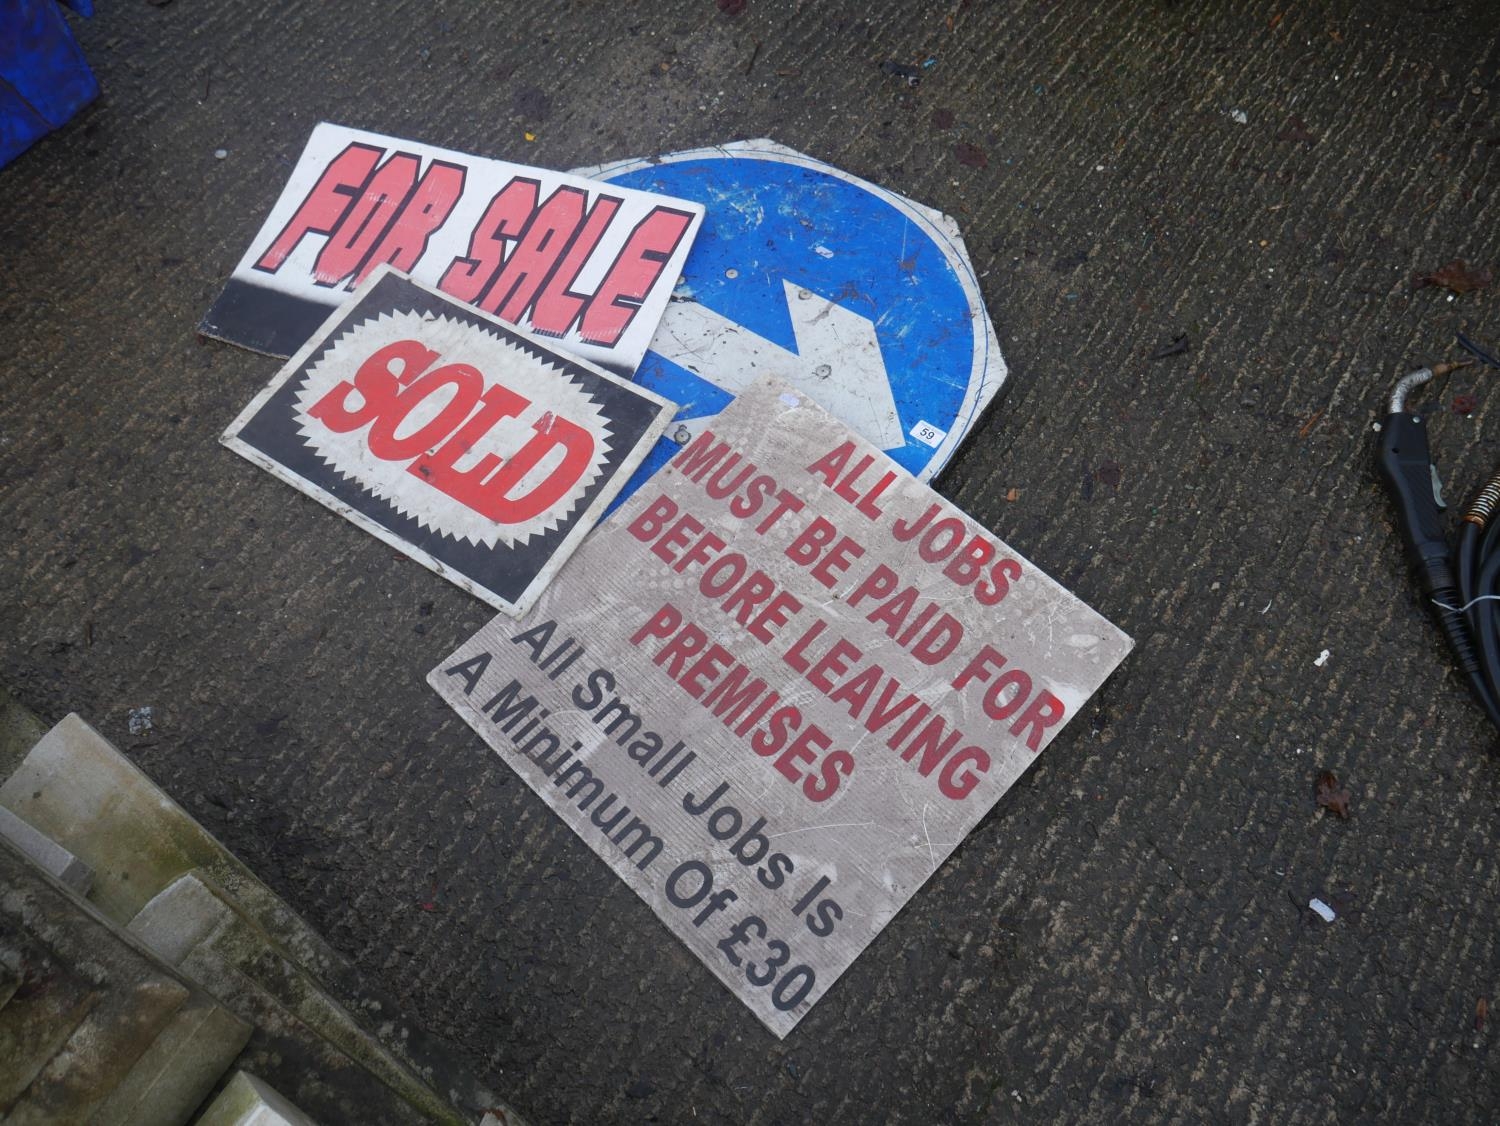 FOR SALE
SOLD
59
ALL JOBS
MUST BE PAID FOR
BEFORE LEAVING
PREMISES
All Small Jobs Is
A Minimum Of £30